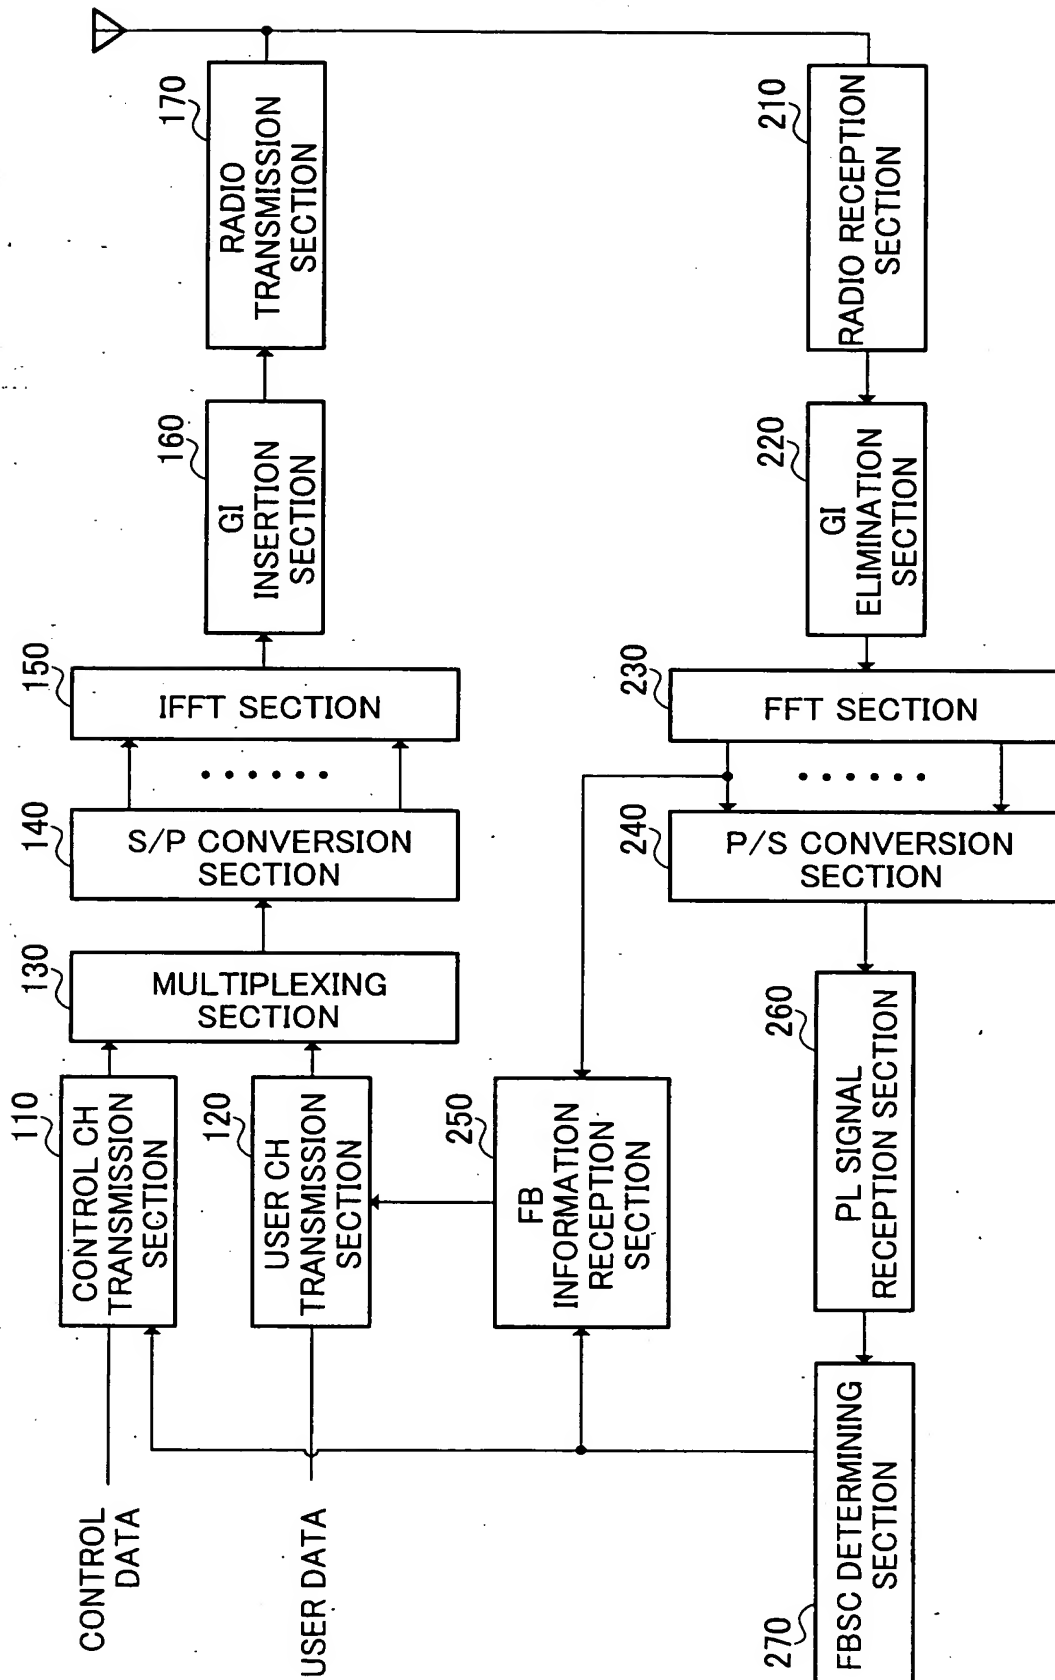 170
RADIO
TRANSMISSION
SECTION
210
RADIO RECEPTION
SECTION
160
GI
INSERTION
SECTION
220
GI
ELIMINATION
SECTION
150
IFFT SECTION
230
FFT SECTION
140
S/P CONVERSION
SECTION
240
P/S CONVERSION
SECTION
130
MULTIPLEXING
SECTION
110
CONTROL CH
TRANSMISSION
SECTION
120
USER CH
TRANSMISSION
SECTION
250
FB
INFORMATION
RECEPTION
SECTION
260
PL SIGNAL
RECEPTION SECTION
CONTROL
DATA
USER DATA
270
FBSC DETERMINING
SECTION